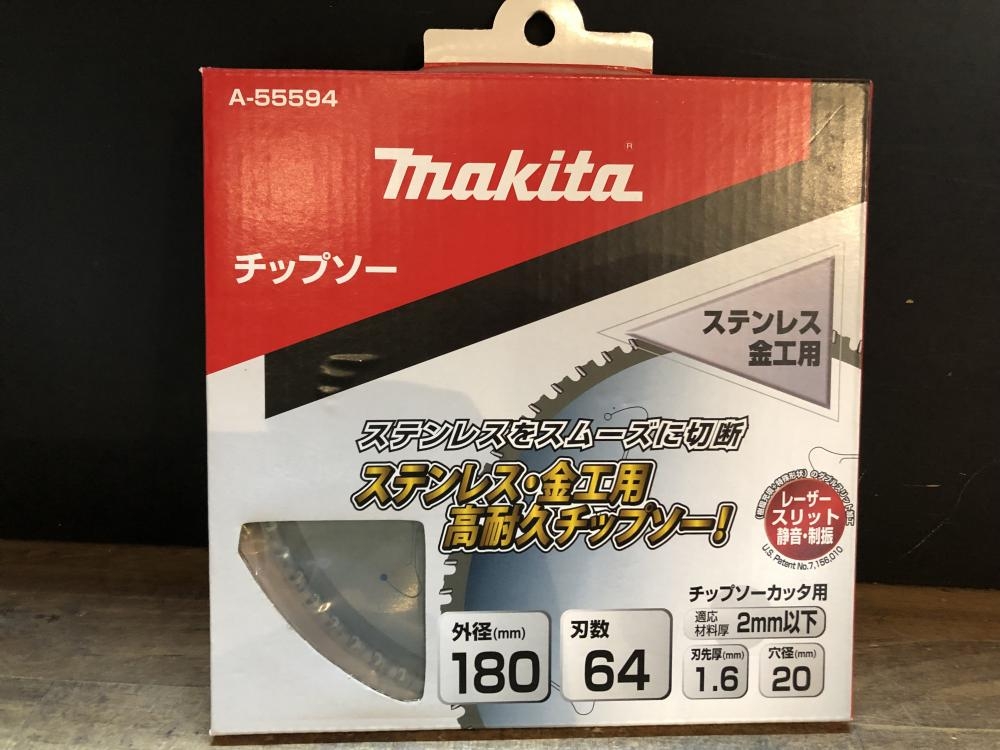 A-55594
makita
®
チップソー
ステンレス
金工用
ステンレスをスムーズに切断
ステンレス・金工用
高耐久チップソー!
レーザー
スリット
静音・制振
U.S. Patent No.7,156,010
チップソーカッタ用
適応
材料厚
2mm以下
外径(mm)
180
刃数
64
刃先厚(mm)
1.6
穴径(mm)
20